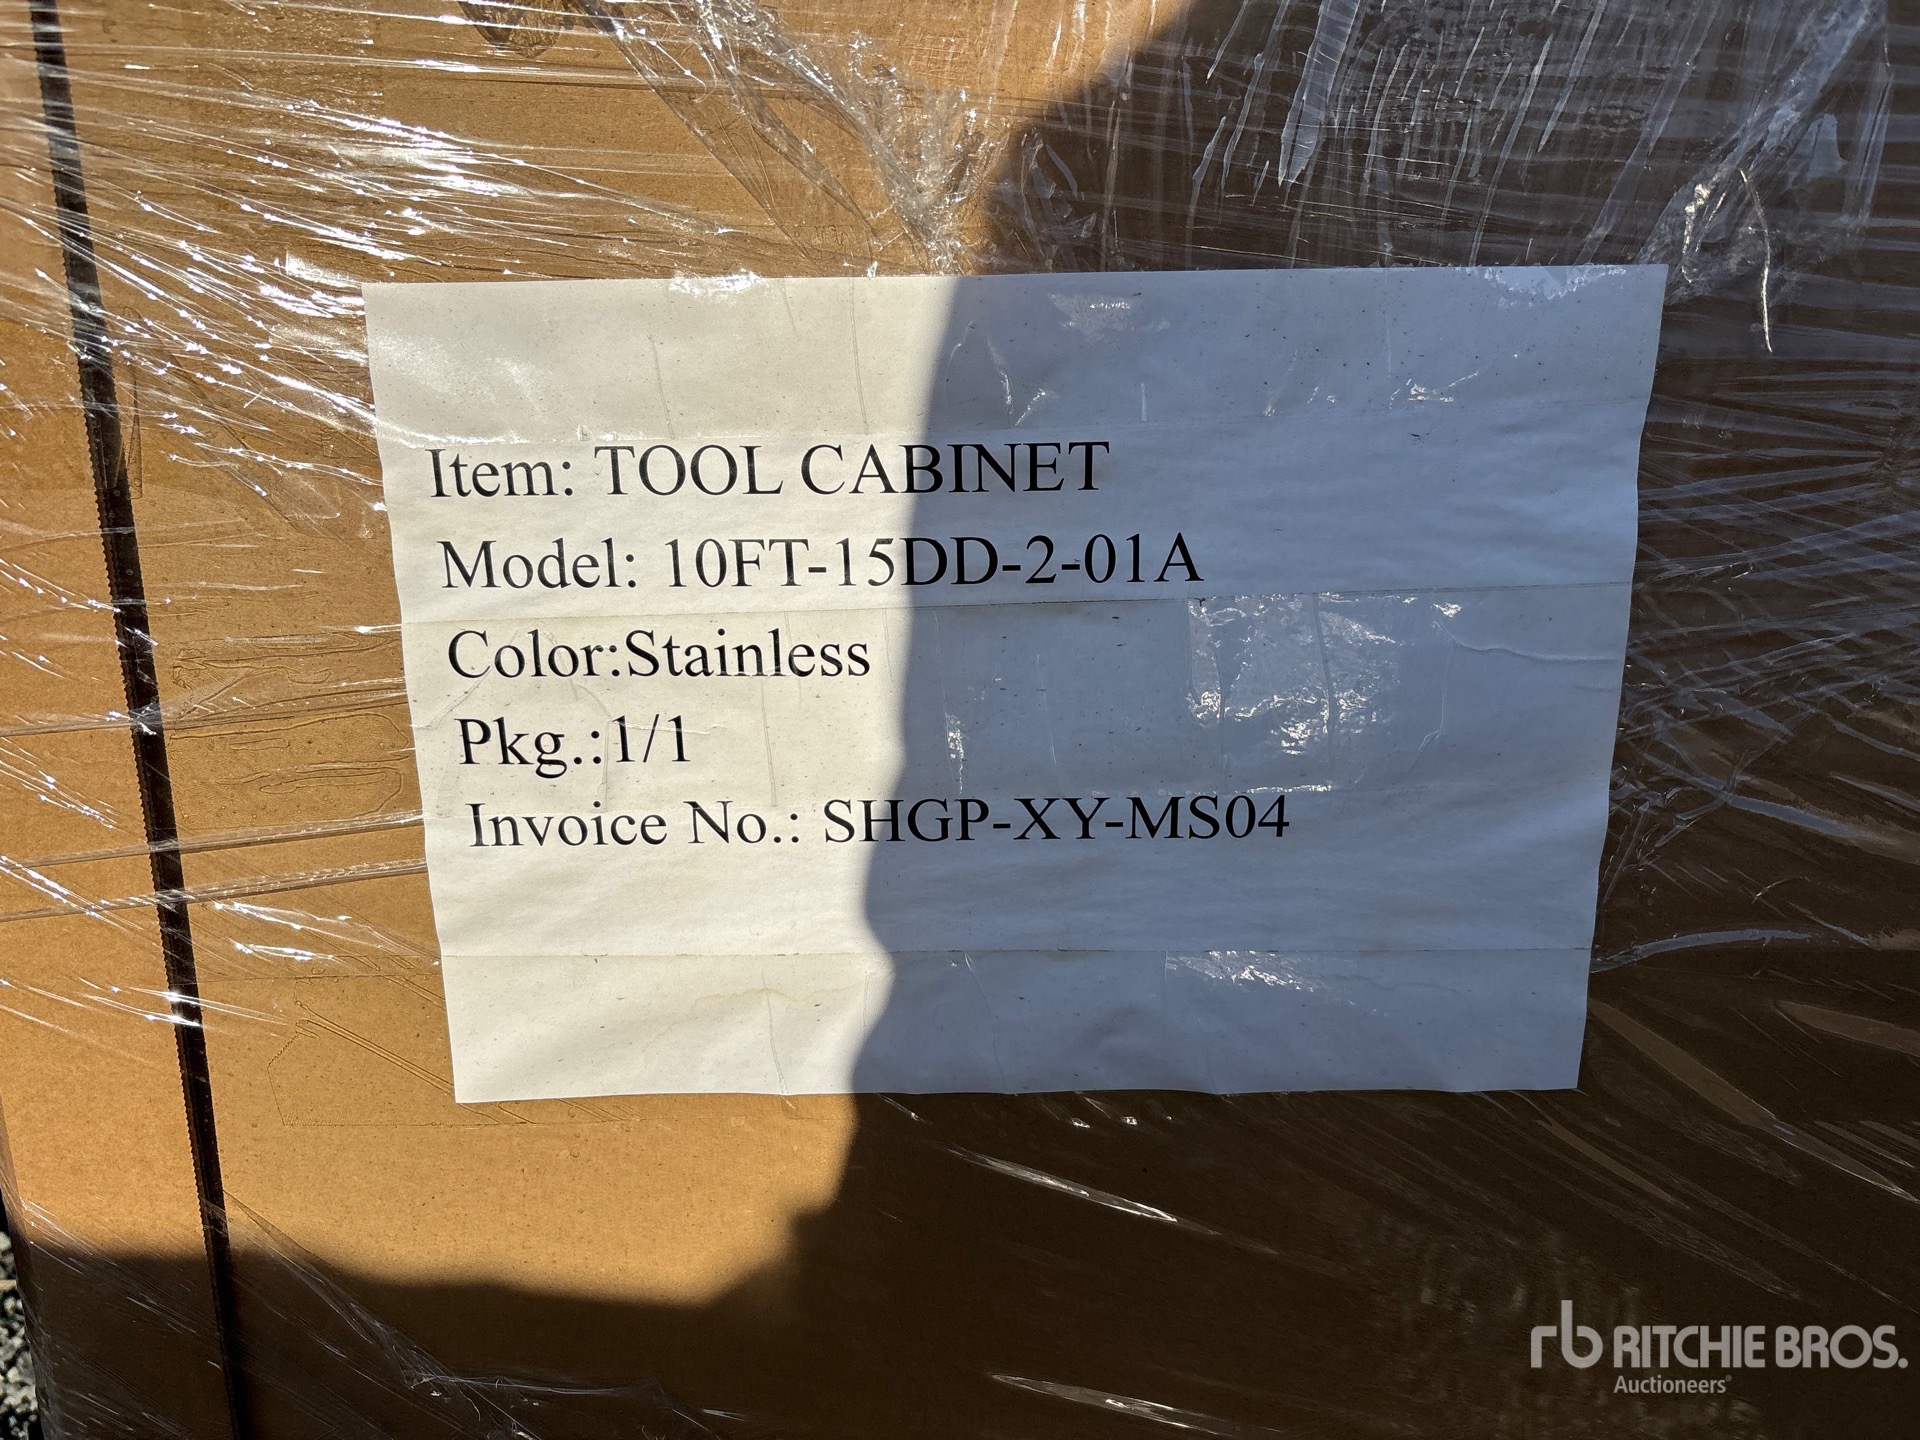 Item: TOOL CABINET
Model: 10FT-15DD-2-01A
Color:Stainless
Pkg.:1/1
Invoice No.: SHGP-XY-MS04
rb RITCHIE BROS.
Auctioneers®